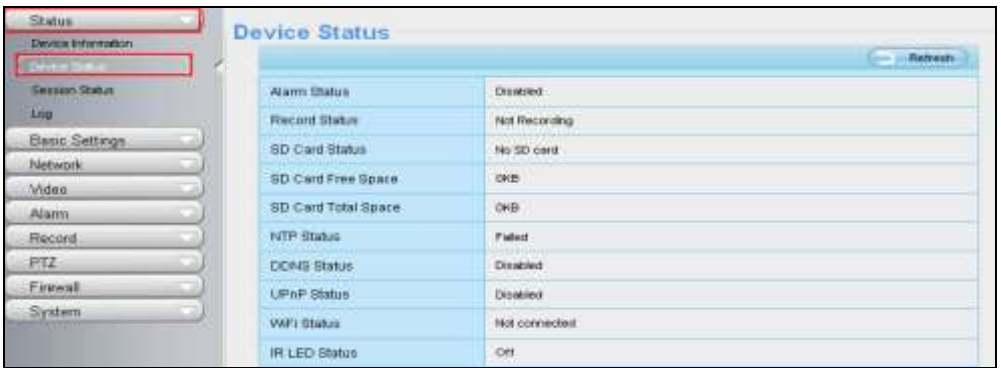 Status
Device Information
Device Status
Session Status
Log
Basic Settings
Network
Video
Alarm
Record
PTZ
Firewall
System
Device Status
Refresh
Alarm Status Disabled
Record Status Not Recording
SD Card Status No SD card
SD Card Free Space 0KB
SD Card Total Space 0KB
NTP Status Failed
DDNS Status Disabled
UPnP Status Disabled
WiFi Status Not connected
IR LED Status Off